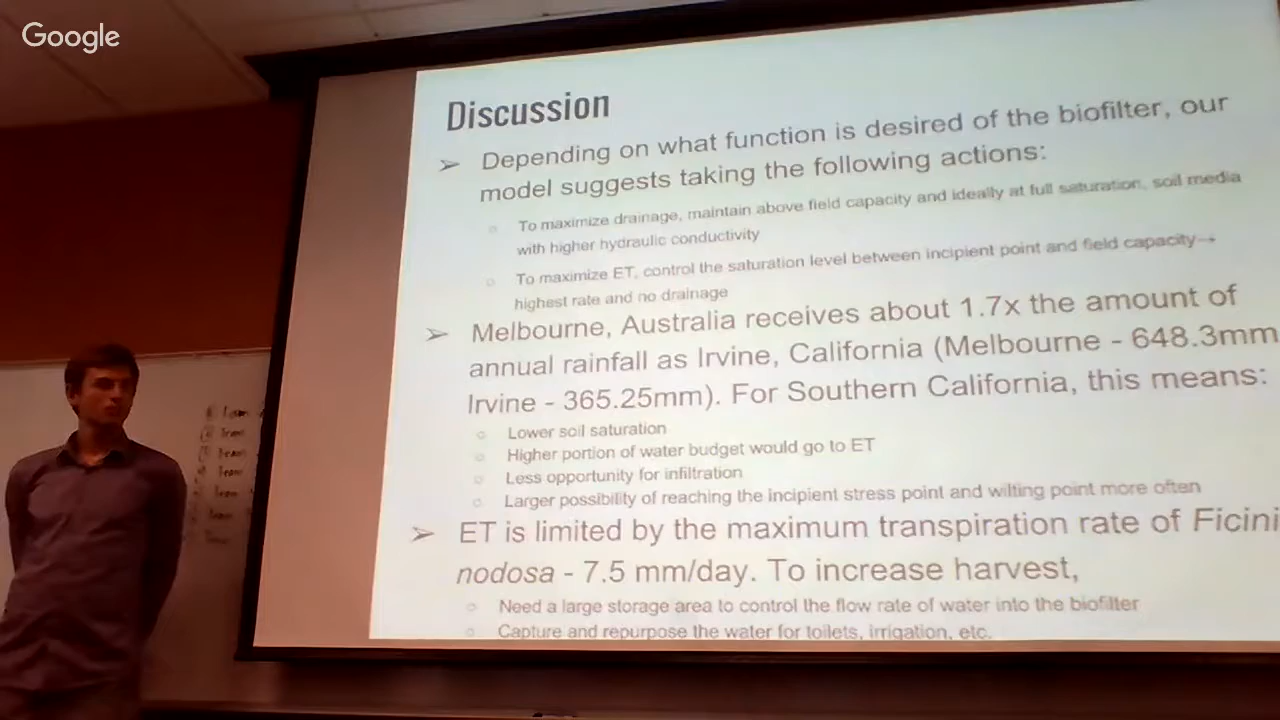 Google
Discussion
➢ Depending on what function is desired of the biofilter, our
model suggests taking the following actions:
○ To maximize drainage, maintain above field capacity and ideally at full saturation, soil media
with higher hydraulic conductivity
○ To maximize ET, control the saturation level between incipient point and field capacity→
highest rate and no drainage
➢ Melbourne, Australia receives about 1.7x the amount of
annual rainfall as Irvine, California (Melbourne - 648.3mm
Irvine - 365.25mm). For Southern California, this means:
○ Lower soil saturation
○ Higher portion of water budget would go to ET
○ Less opportunity for infiltration
○ Larger possibility of reaching the incipient stress point and wilting point more often
➢ ET is limited by the maximum transpiration rate of Ficini
nodosa - 7.5 mm/day. To increase harvest,
○ Need a large storage area to control the flow rate of water into the biofilter
○ Capture and repurpose the water for toilets, irrigation, etc.
Team
Team
Team
Team
Team
Team